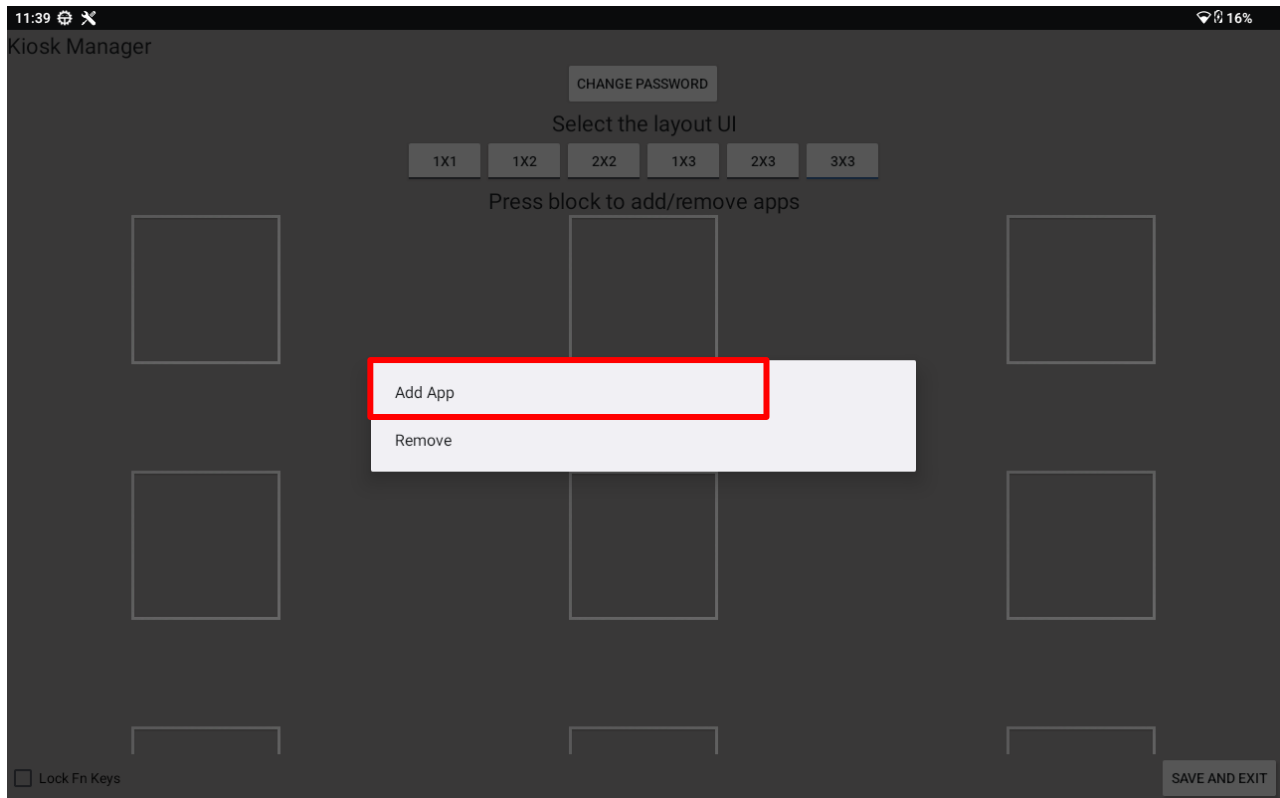 11:39 16%
Kiosk Manager
CHANGE PASSWORD
Select the layout UI
1X1 1X2 2X2 1X3 2X3 3X3
Press block to add/remove apps
Add App
Remove
Lock Fn Keys SAVE AND EXIT